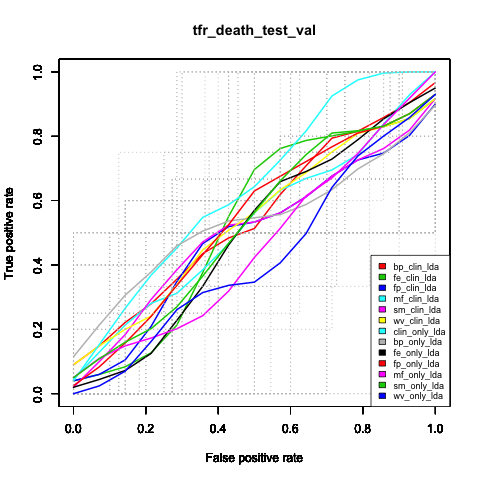 tfr_death_test_val
True positive rate
1.0
0.8
0.6
0.4
0.2
0.0
bp_clin_lda
fe_clin_lda
fp_clin_lda
mf_clin_lda
sm_clin_lda
wv_clin_lda
clin_only_lda
bp_only_lda
fe_only_lda
fp_only_lda
mf_only_lda
sm_only_lda
wv_only_lda
0.0 0.2 0.4 0.6 0.8 1.0
False positive rate